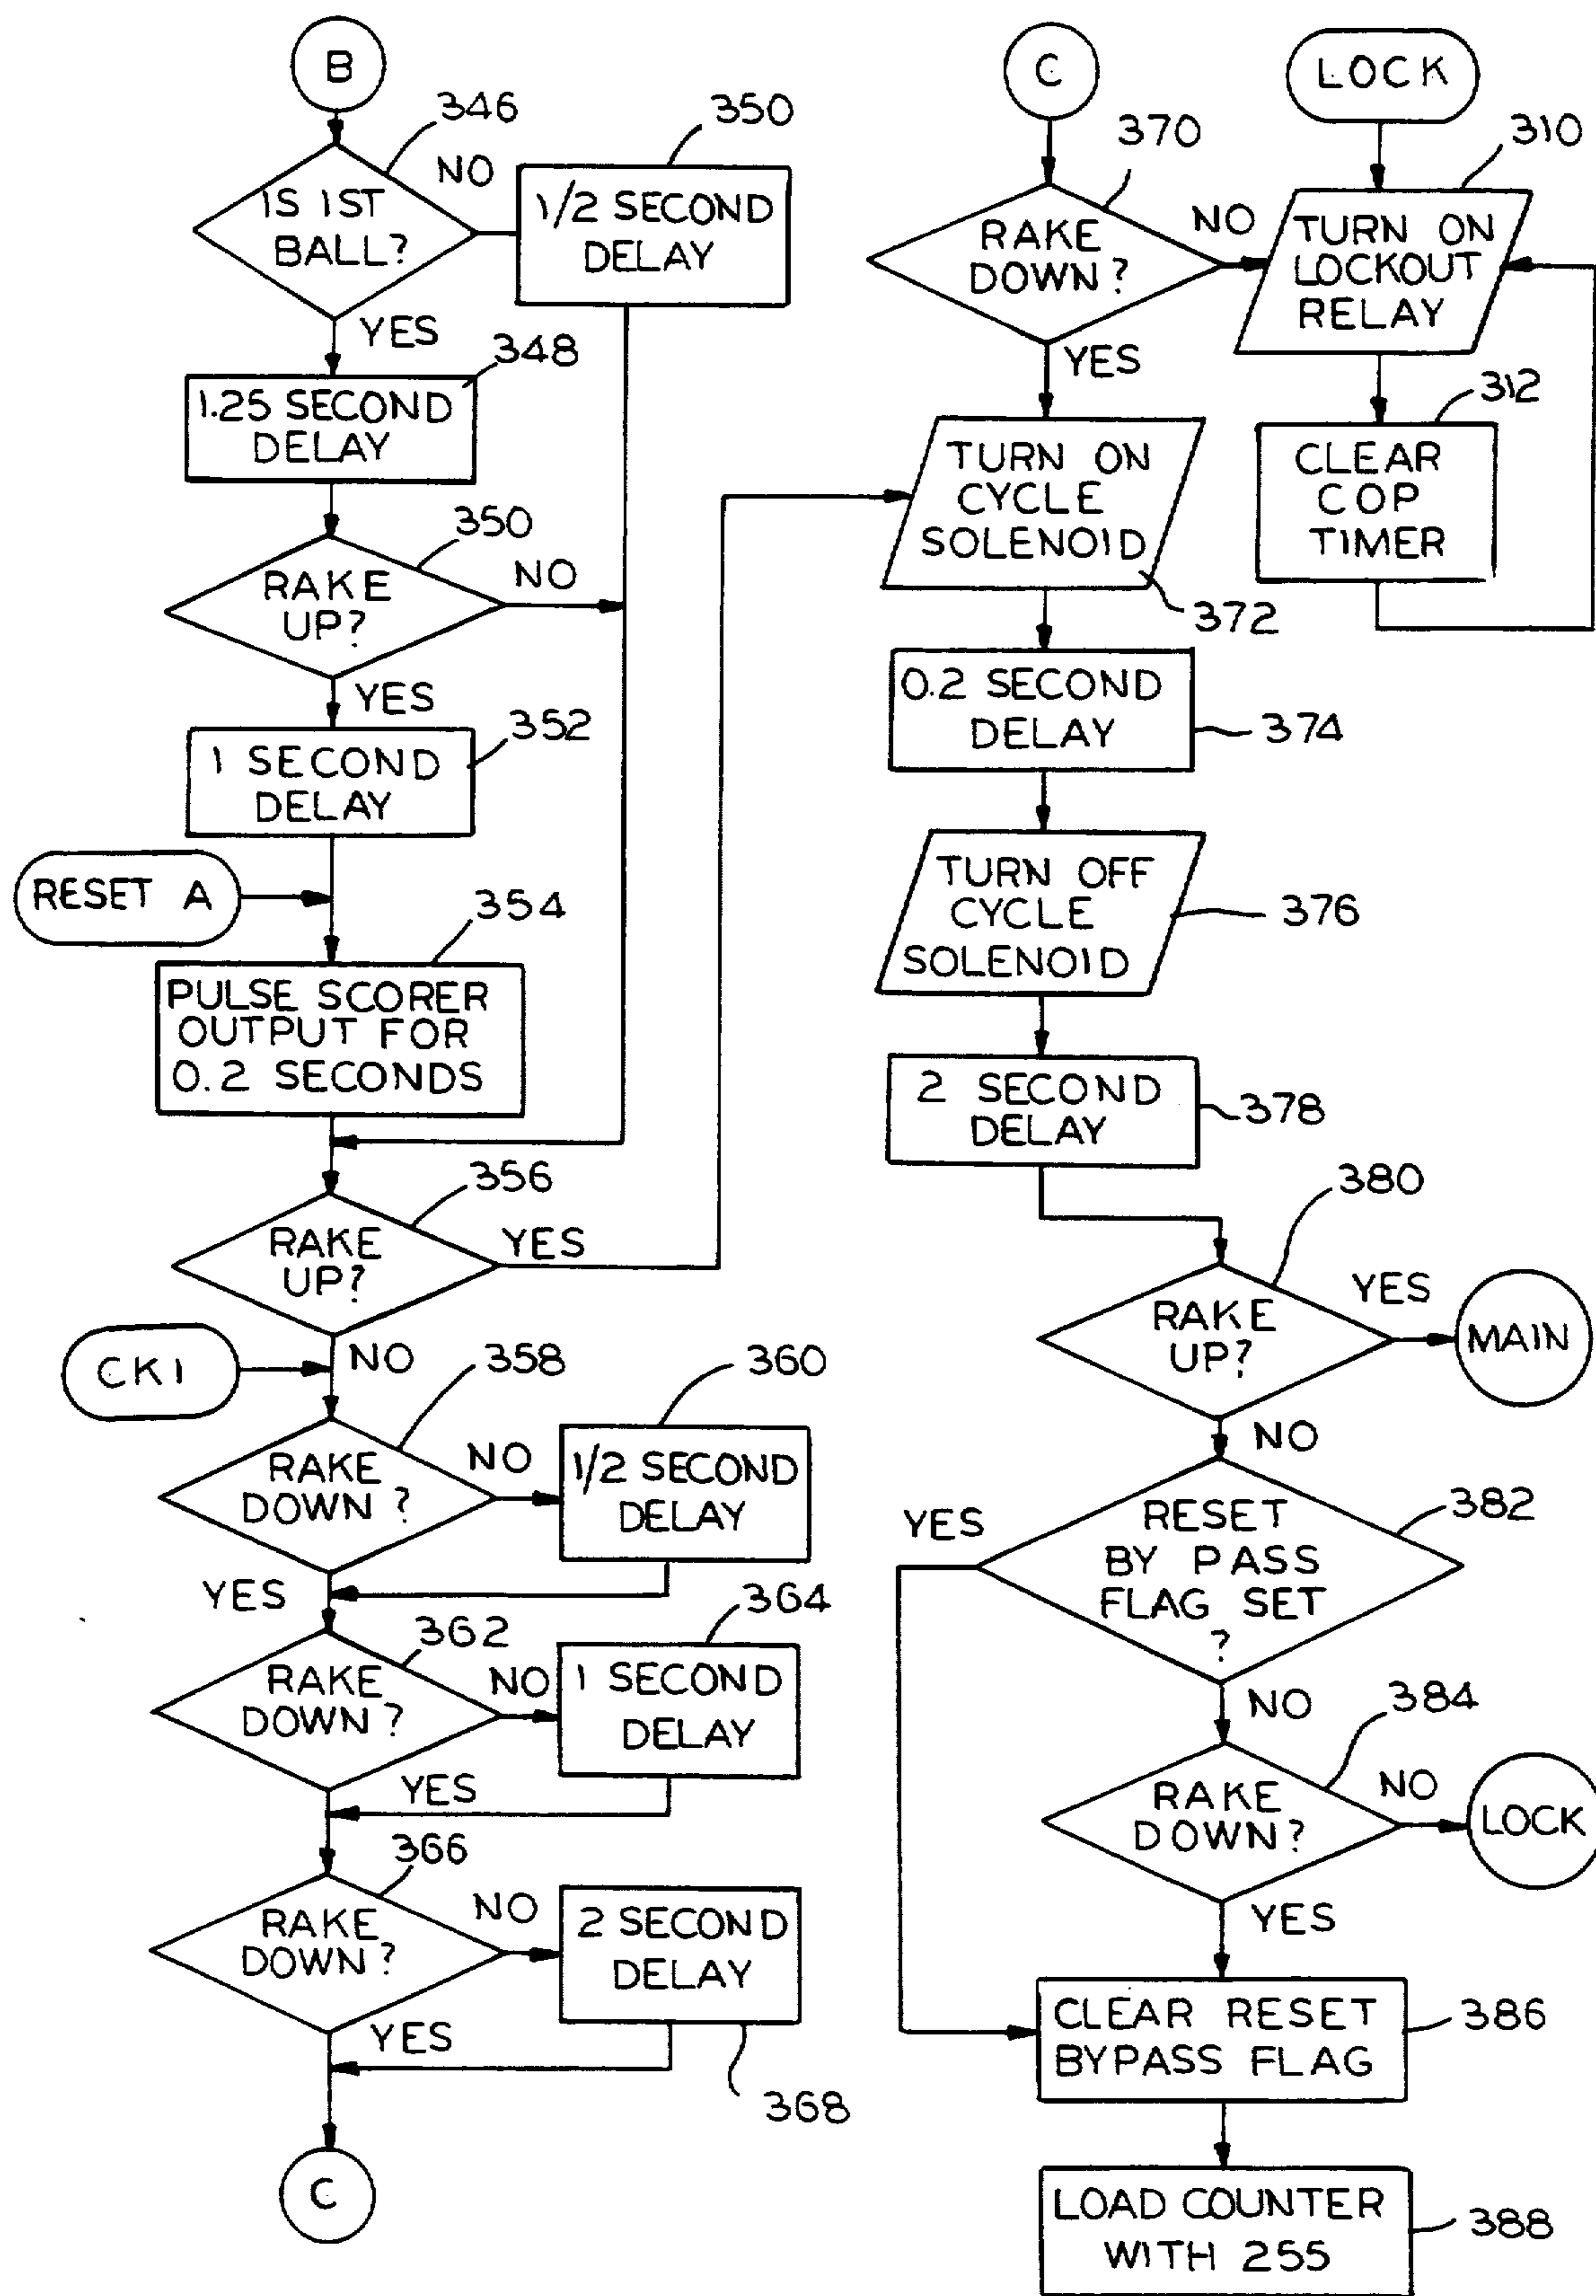 B
346
IS 1ST
BALL?
NO
350
1/2 SECOND
DELAY
YES
348
1.25 SECOND
DELAY
350
RAKE
UP?
NO
YES
352
1 SECOND
DELAY
RESET A
354
PULSE SCORER
OUTPUT FOR
0.2 SECONDS
356
RAKE
UP?
YES
NO
CK1
358
RAKE
DOWN?
NO
360
1/2 SECOND
DELAY
YES
362
RAKE
DOWN?
NO
364
1 SECOND
DELAY
YES
366
RAKE
DOWN?
NO
2 SECOND
DELAY
368
YES
C
C
370
RAKE
DOWN?
NO
YES
LOCK
310
TURN ON
LOCKOUT
RELAY
312
CLEAR
COP
TIMER
TURN ON
CYCLE
SOLENOID
372
0.2 SECOND
DELAY
374
TURN OFF
CYCLE
SOLENOID
376
2 SECOND
DELAY
378
380
RAKE
UP?
YES
MAIN
NO
382
RESET
BY PASS
FLAG SET
?
YES
NO
384
RAKE
DOWN?
NO
LOCK
YES
CLEAR RESET
BYPASS FLAG
386
LOAD COUNTER
WITH 255
388